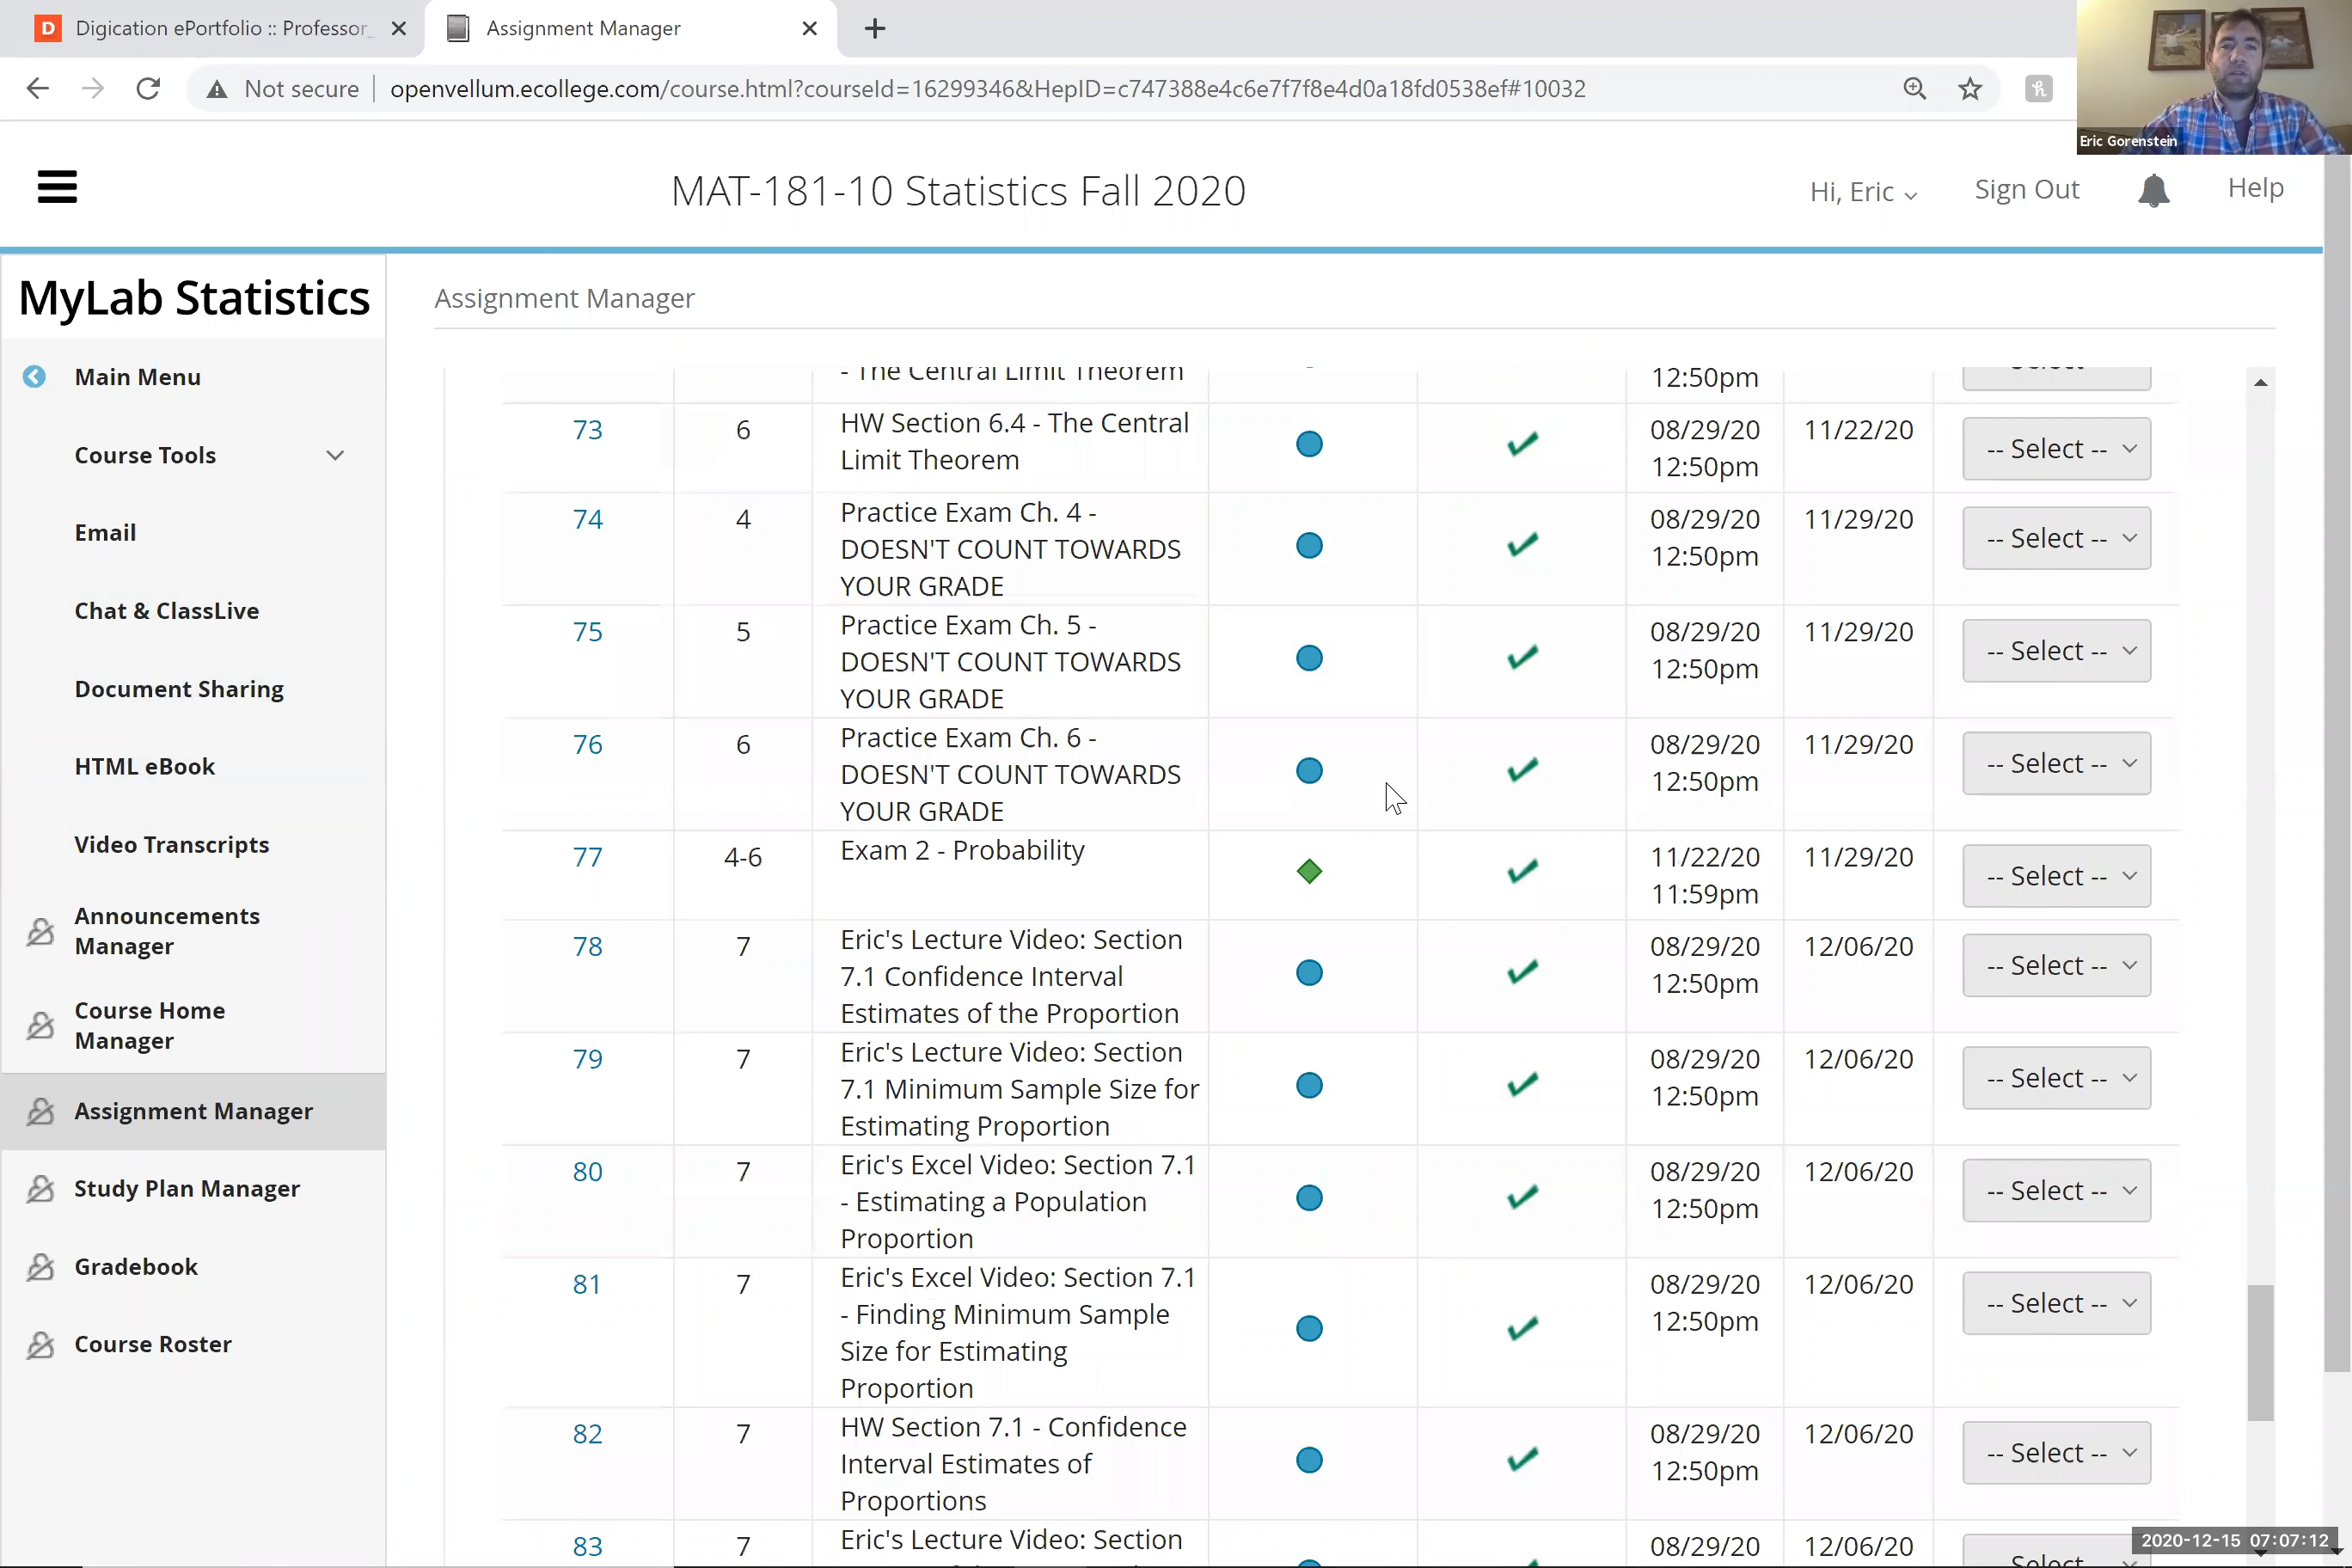 Digication ePortfolio :: Professor_
Assignment Manager
Not secure
openvellum.ecollege.com/course.html?courseId=16299346&HepID=c747388e4c6e7f7f8e4d0a18fd0538ef#10032
Eric Gorenstein
MAT-181-10 Statistics Fall 2020
Hi, Eric
Sign Out
Help
MyLab Statistics
Main Menu
Course Tools
Email
Chat & ClassLive
Document Sharing
HTML eBook
Video Transcripts
Announcements
Manager
Course Home
Manager
Assignment Manager
Study Plan Manager
Gradebook
Course Roster
Assignment Manager
- The Central Limit Theorem
12:50pm
-- Select --
73 6 HW Section 6.4 - The Central 08/29/20 11/22/20 -- Select --
Limit Theorem 12:50pm
74 4 Practice Exam Ch. 4 - 08/29/20 11/29/20 -- Select --
DOESN'T COUNT TOWARDS 12:50pm
YOUR GRADE
75 5 Practice Exam Ch. 5 - 08/29/20 11/29/20 -- Select --
DOESN'T COUNT TOWARDS 12:50pm
YOUR GRADE
76 6 Practice Exam Ch. 6 - 08/29/20 11/29/20 -- Select --
DOESN'T COUNT TOWARDS 12:50pm
YOUR GRADE
77 4-6 Exam 2 - Probability 11/22/20 11/29/20 -- Select --
11:59pm
78 7 Eric's Lecture Video: Section 08/29/20 12/06/20 -- Select --
7.1 Confidence Interval 12:50pm
Estimates of the Proportion
79 7 Eric's Lecture Video: Section 08/29/20 12/06/20 -- Select --
7.1 Minimum Sample Size for 12:50pm
Estimating Proportion
80 7 Eric's Excel Video: Section 7.1 08/29/20 12/06/20 -- Select --
- Estimating a Population 12:50pm
Proportion
81 7 Eric's Excel Video: Section 7.1 08/29/20 12/06/20 -- Select --
- Finding Minimum Sample 12:50pm
Size for Estimating
Proportion
82 7 HW Section 7.1 - Confidence 08/29/20 12/06/20 -- Select --
Interval Estimates of 12:50pm
Proportions
83 7 Eric's Lecture Video: Section 08/29/20 12/06/20 Select
2020-12-15 07:07:12